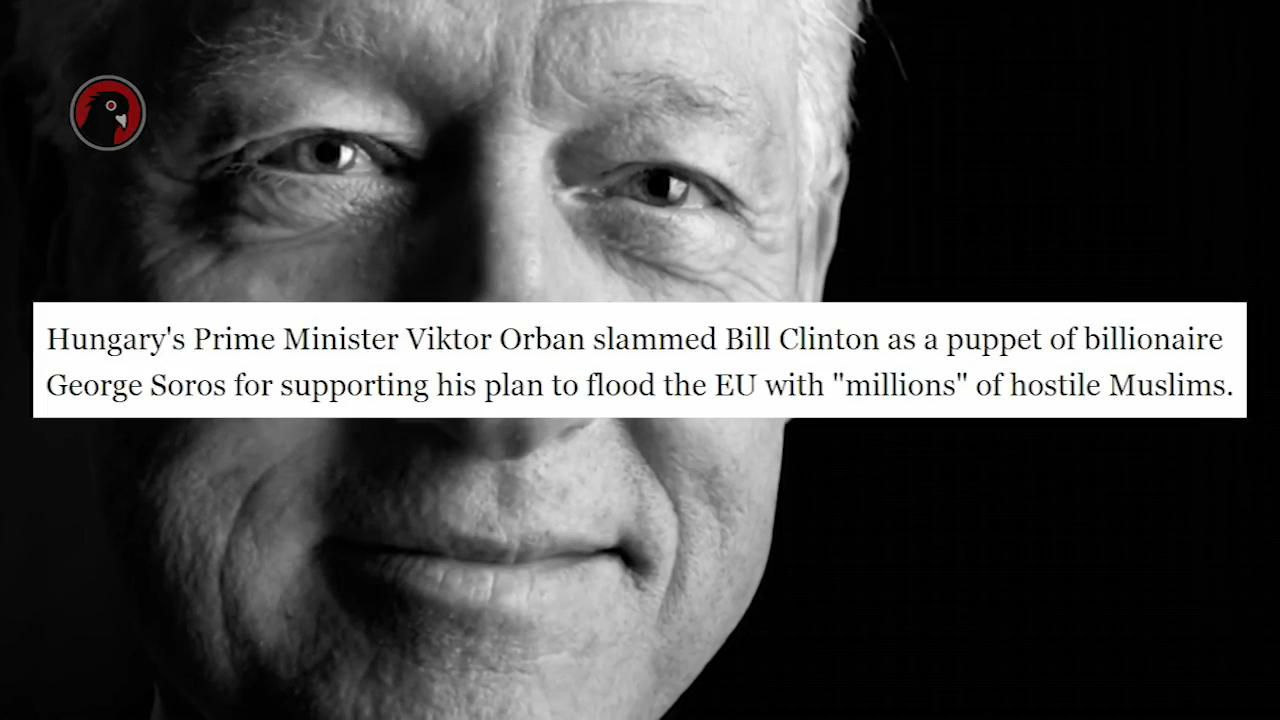 Hungary's Prime Minister Viktor Orban slammed Bill Clinton as a puppet of billionaire
George Soros for supporting his plan to flood the EU with "millions" of hostile Muslims.